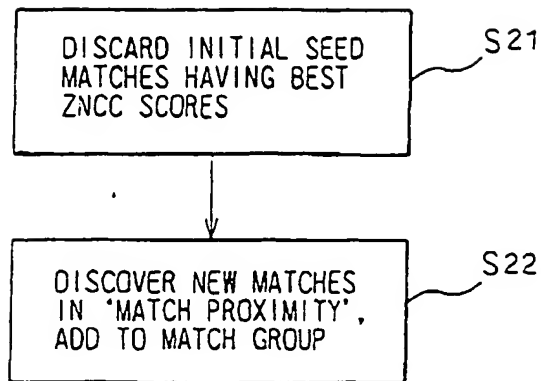 DISCARD INITIAL SEED
MATCHES HAVING BEST
ZNCC SCORES
S21
DISCOVER NEW MATCHES
IN 'MATCH PROXIMITY',
ADD TO MATCH GROUP
S22